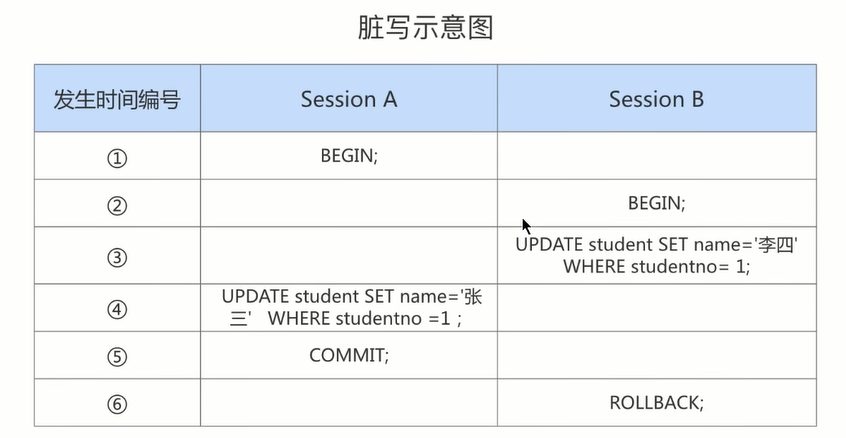 脏写示意图
发生时间编号 Session A Session B
① BEGIN;
② BEGIN;
③ UPDATE student SET name='李四'
WHERE studentno= 1;
④ UPDATE student SET name='张
三' WHERE studentno =1 ;
⑤ COMMIT;
⑥ ROLLBACK;